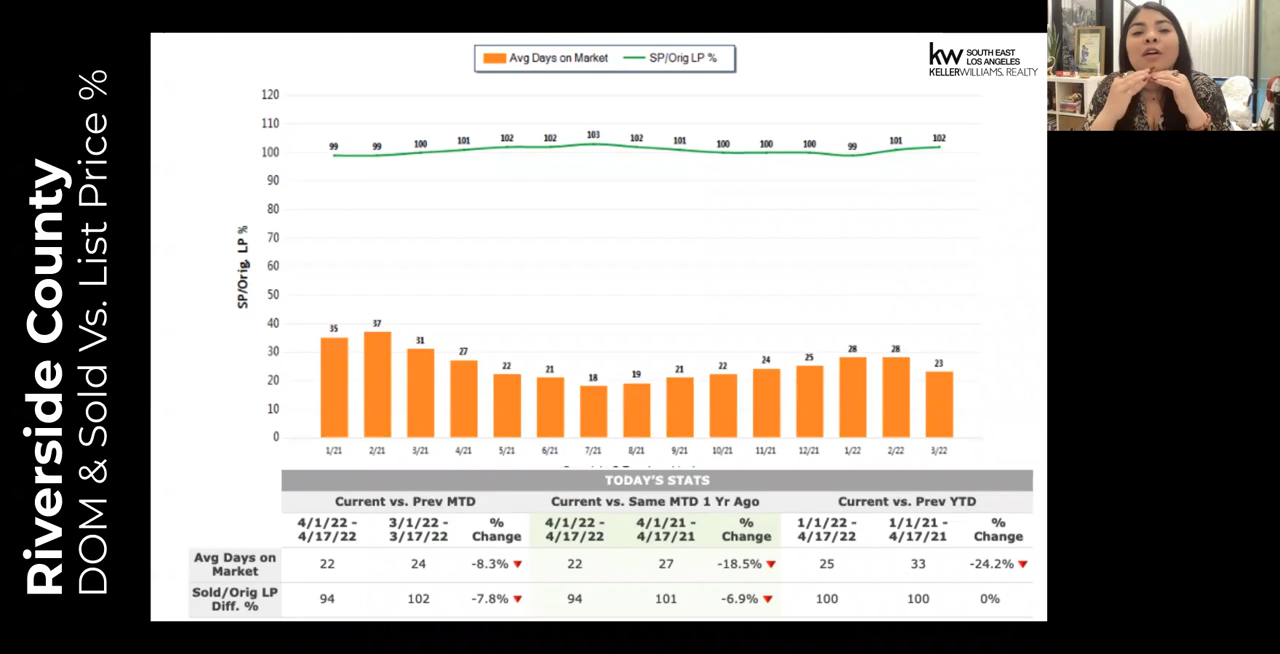 Riverside County
DOM & Sold Vs. List Price %
Avg Days on Market SP/Orig LP %
kw SOUTH EAST
LOS ANGELES
KELLERWILLIAMS. REALTY
120
110
100
90
80
70
60
50
40
30
20
10
0
SP/Orig. LP %
99 99 100 101 102 102 103 102 101 100 100 100 99 101 102
35 37 31 27 22 21 18 19 21 22 24 25 28 28 23
1/21 2/21 3/21 4/21 5/21 6/21 7/21 8/21 9/21 10/21 11/21 12/21 1/22 2/22 3/22
TODAY'S STATS
Current vs. Prev MTD Current vs. Same MTD 1 Yr Ago Current vs. Prev YTD
4/1/22 - 3/1/22 - % 4/1/22 - 4/1/21 - % 1/1/22 - 1/1/21 - %
4/17/22 3/17/22 Change 4/17/22 4/17/21 Change 4/17/22 4/17/21 Change
Avg Days on
Market 22 24 -8.3% 22 27 -18.5% 25 33 -24.2%
Sold/Orig LP
Diff. % 94 102 -7.8% 94 101 -6.9% 100 100 0%